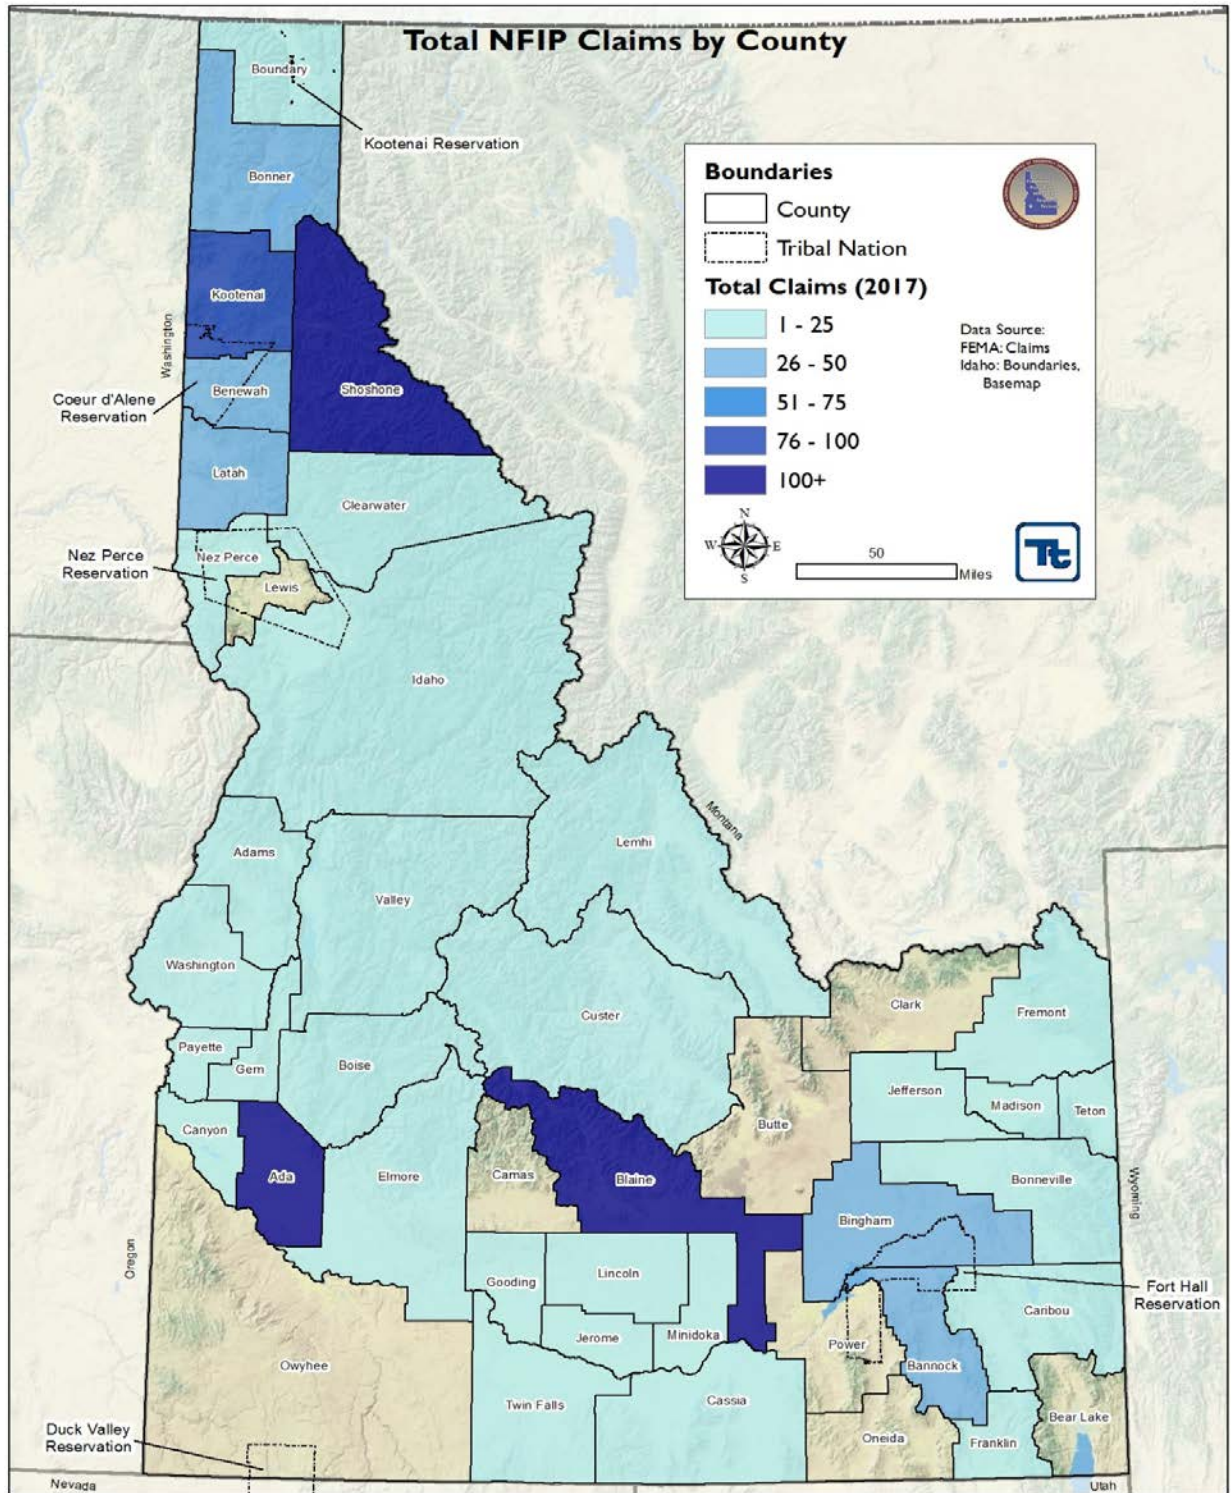 Total NFIP Claims by County
Boundary
Kootenai Reservation
Bonner
Kootenai
Washington
Shoshone
Benewah
Coeur d'Alene
Reservation
Latah
Clearwater
Nez Perce
Nez Perce
Reservation
Lewis
Idaho
Boundaries
County
Tribal Nation
Total Claims (2017)
1 - 25
26 - 50
51 - 75
76 - 100
100+
Data Source:
FEMA: Claims
Idaho: Boundaries,
Basemap
N
W
E
S
50
Miles
Tt
Montana
Lemhi
Adams
Valley
Washington
Custer
Clark
Fremont
Payette
Gem
Boise
Jefferson
Madison
Teton
Butte
Canyon
Ada
Elmore
Camas
Blaine
Bonneville
Wyoming
Bingham
Oregon
Gooding
Lincoln
Fort Hall
Reservation
Caribou
Jerome
Minidoka
Power
Bannock
Owyhee
Twin Falls
Cassia
Bear Lake
Oneida
Franklin
Duck Valley
Reservation
Nevada
Utah